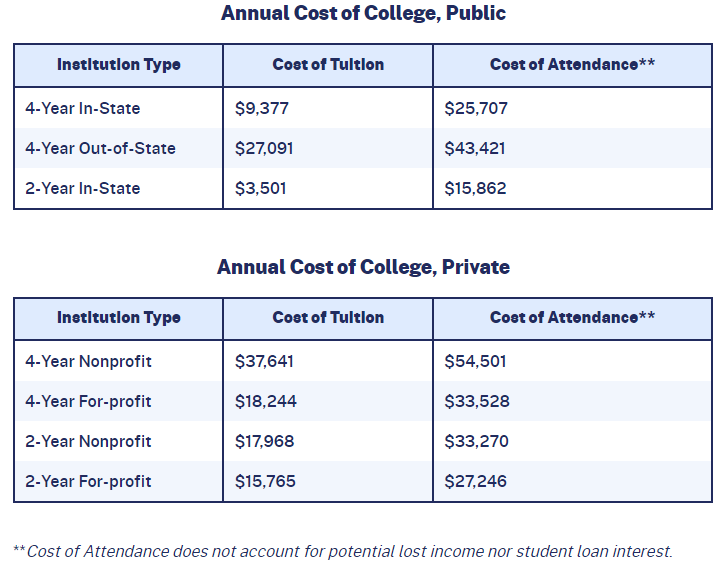 Annual Cost of College, Public
Institution Type Cost of Tuition Cost of Attendance**
4-Year In-State $9,377 $25,707
4-Year Out-of-State $27,091 $43,421
2-Year In-State $3,501 $15,862
Annual Cost of College, Private
Institution Type Cost of Tuition Cost of Attendance**
4-Year Nonprofit $37,641 $54,501
4-Year For-profit $18,244 $33,528
2-Year Nonprofit $17,968 $33,270
2-Year For-profit $15,765 $27,246
**Cost of Attendance does not account for potential lost income nor student loan interest.